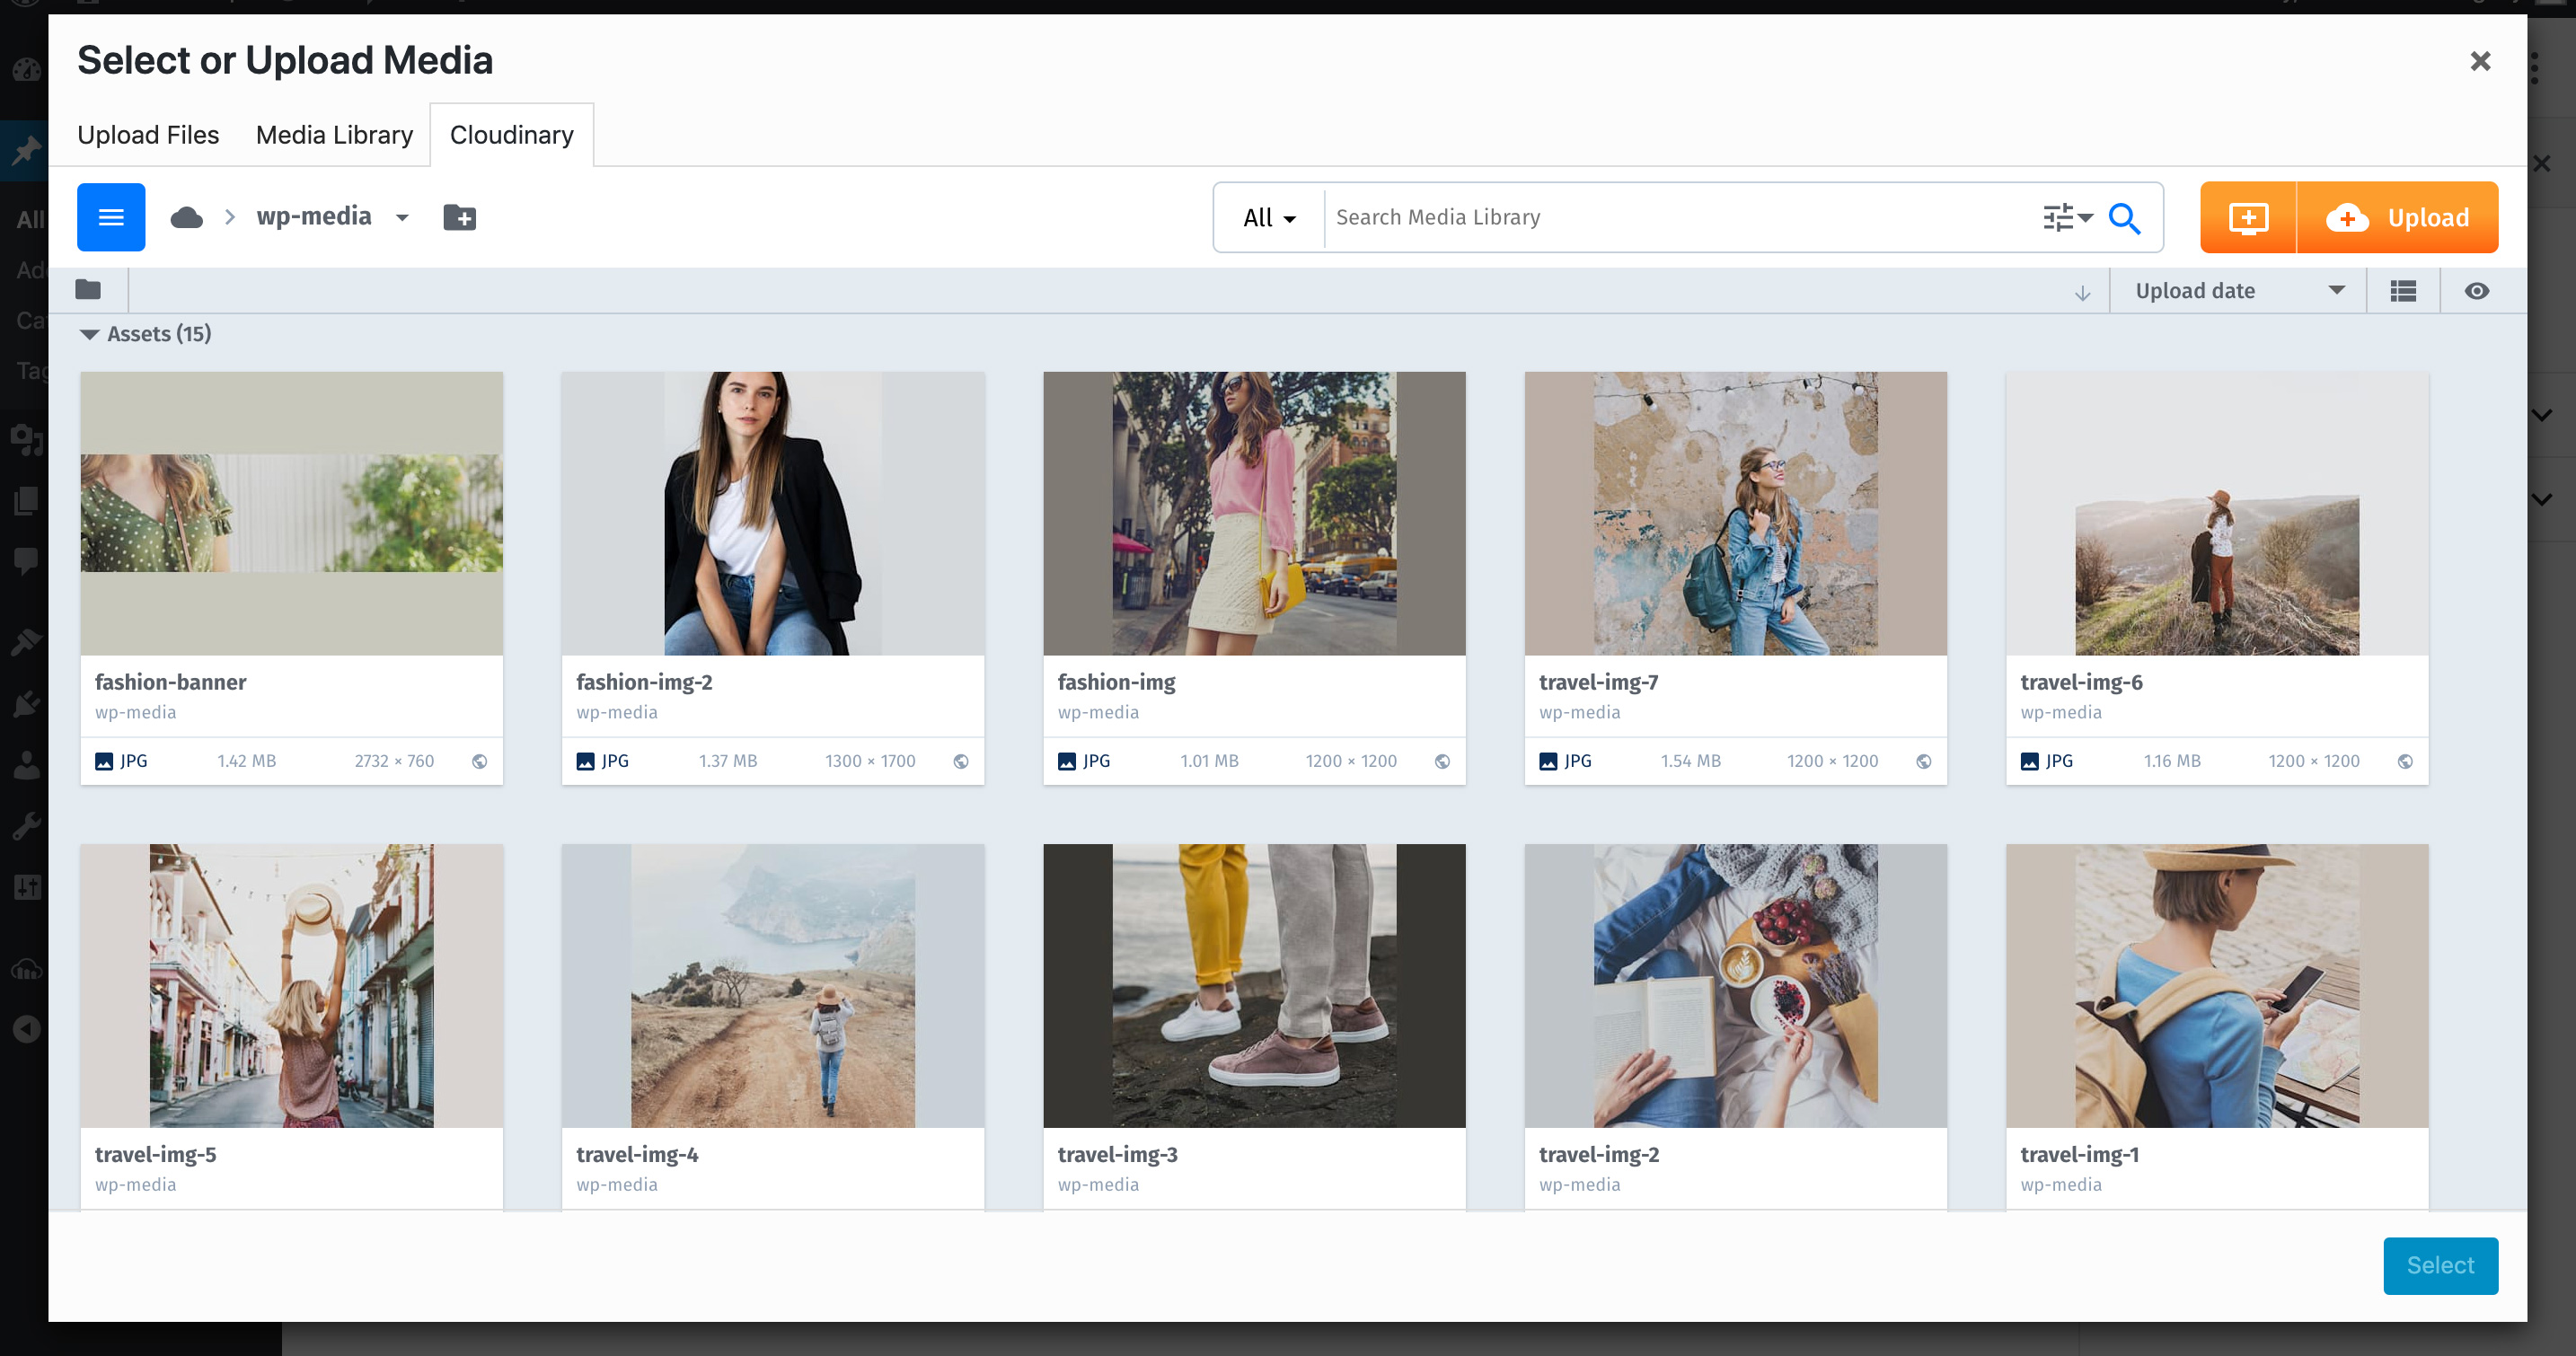 Select or Upload Media
Upload Files Media Library Cloudinary
wp-media
All Search Media Library Upload
All
Upload date
Assets (15)
fashion-banner
wp-media
JPG 1.42 MB 2732 × 760
fashion-img-2
wp-media
JPG 1.37 MB 1300 × 1700
fashion-img
wp-media
JPG 1.01 MB 1200 × 1200
travel-img-7
wp-media
JPG 1.54 MB 1200 × 1200
travel-img-6
wp-media
JPG 1.16 MB 1200 × 1200
travel-img-5
wp-media
travel-img-4
wp-media
travel-img-3
wp-media
travel-img-2
wp-media
travel-img-1
wp-media
Select